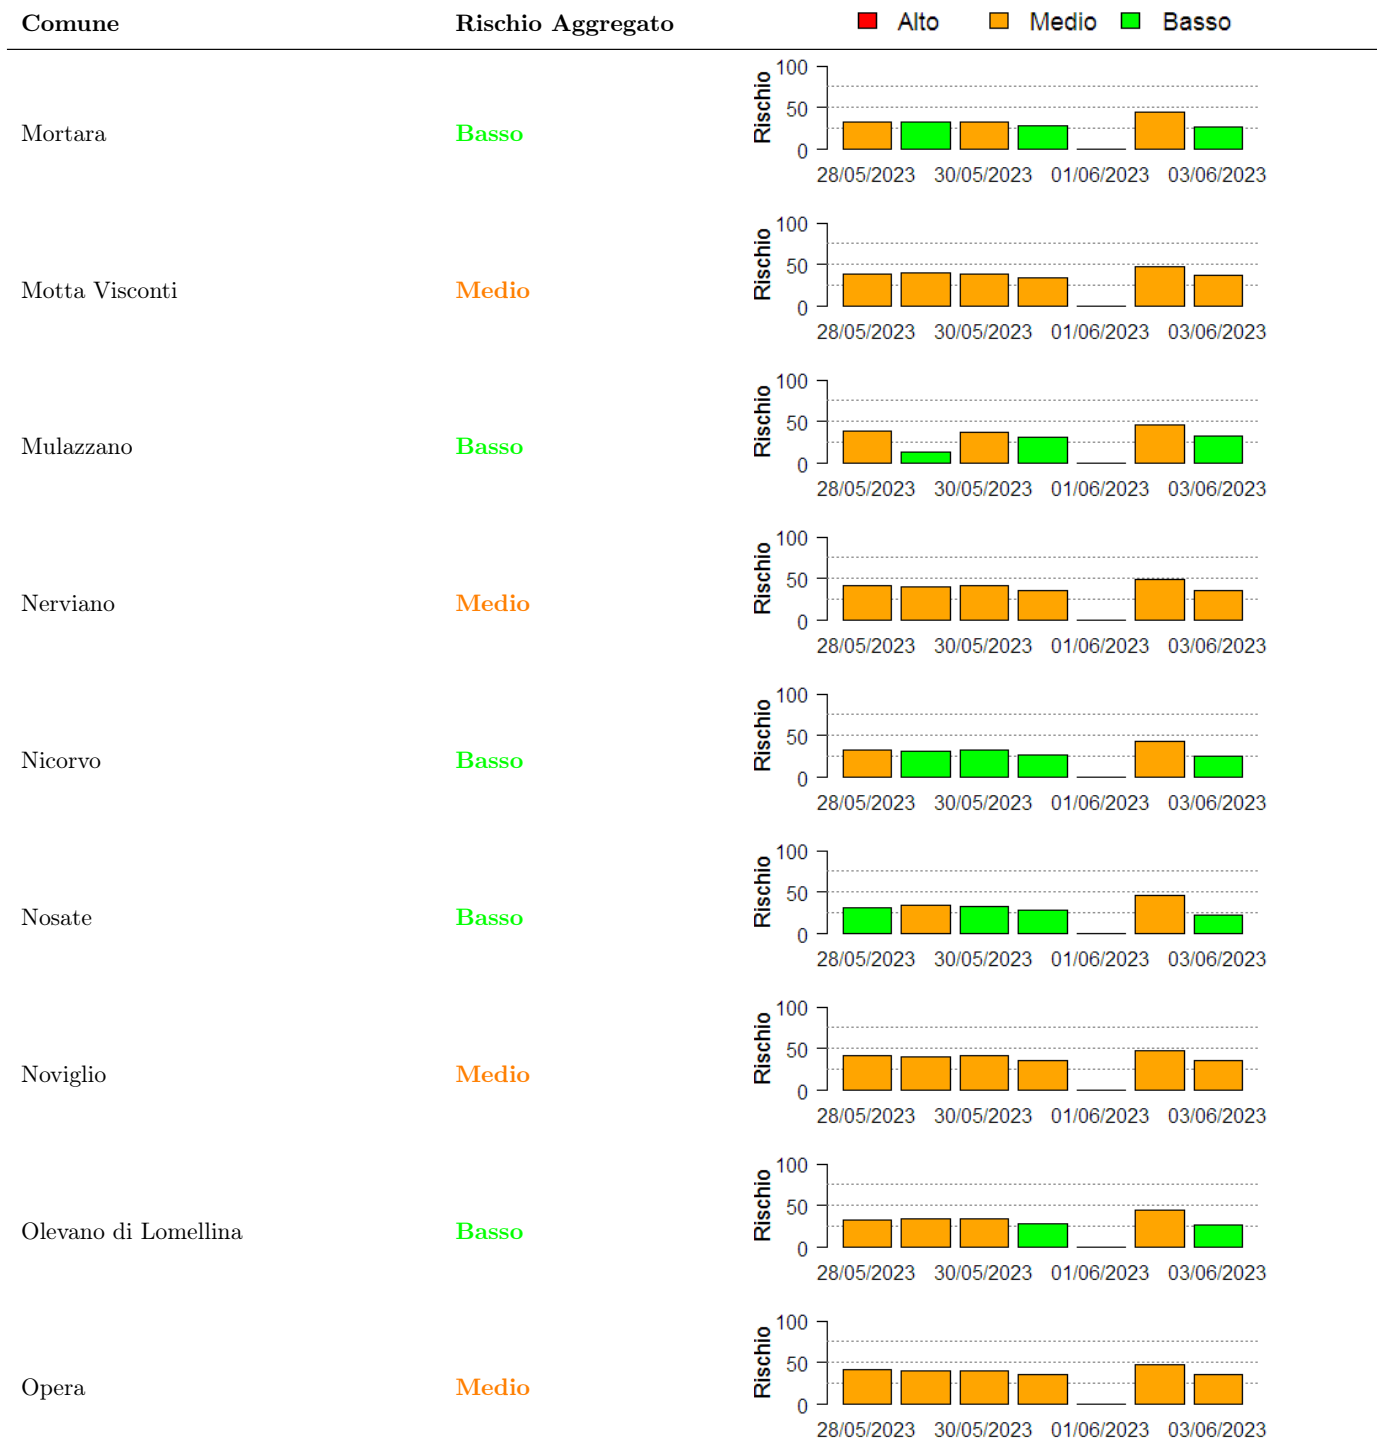 Comune Rischio Aggregato Alto Medio Basso
100
50
0
Rischio
Mortara Basso
28/05/2023 30/05/2023 01/06/2023 03/06/2023
100
50
0
Rischio
Motta Visconti Medio
28/05/2023 30/05/2023 01/06/2023 03/06/2023
100
50
0
Rischio
Mulazzano Basso
28/05/2023 30/05/2023 01/06/2023 03/06/2023
100
50
0
Rischio
Nerviano Medio
28/05/2023 30/05/2023 01/06/2023 03/06/2023
100
50
0
Rischio
Nicorvo Basso
28/05/2023 30/05/2023 01/06/2023 03/06/2023
100
50
0
Rischio
Nosate Basso
28/05/2023 30/05/2023 01/06/2023 03/06/2023
100
50
0
Rischio
Noviglio Medio
28/05/2023 30/05/2023 01/06/2023 03/06/2023
100
50
0
Rischio
Olevano di Lomellina Basso
28/05/2023 30/05/2023 01/06/2023 03/06/2023
100
50
0
Rischio
Opera Medio
28/05/2023 30/05/2023 01/06/2023 03/06/2023